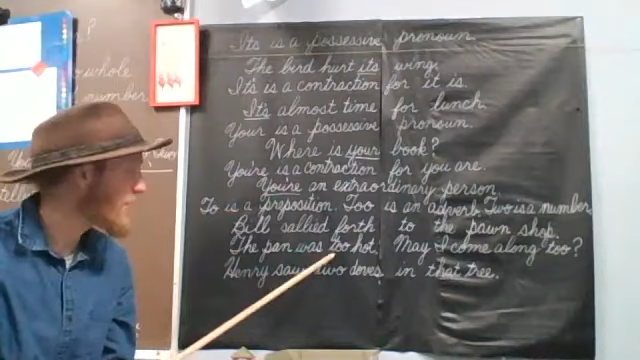 Its is a possessive pronoun.
The bird hurt its wing.
It's is a contraction for it is.
It's almost time for lunch.
Your is a possessive pronoun.
Where is your book?
You're is a contraction for you are.
You're an extraordinary person.
To is a preposition. Too is an adverb. Two is a number.
Bill sallied forth to the pawn shop.
The pan was too hot. May I come along too?
Henry saw two doves in that tree.
whole
number